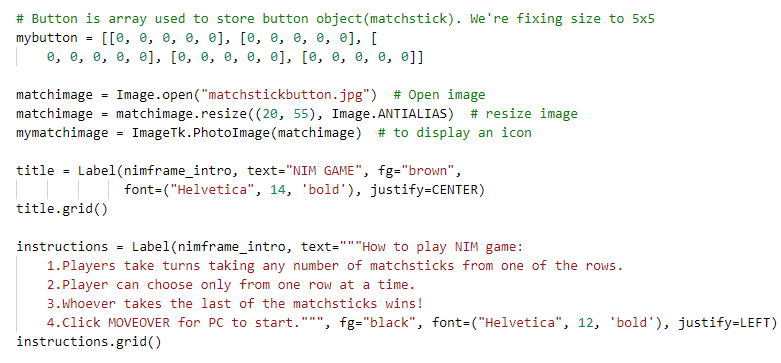 # Button is array used to store button object(matchstick). We're fixing size to 5x5
mybutton = [[0, 0, 0, 0, 0], [0, 0, 0, 0, 0], [
    0, 0, 0, 0, 0], [0, 0, 0, 0, 0], [0, 0, 0, 0, 0]]

matchimage = Image.open("matchstickbutton.jpg")  # Open image
matchimage = matchimage.resize((20, 55), Image.ANTIALIAS)  # resize image
mymatchimage = ImageTk.PhotoImage(matchimage)  # to display an icon

title = Label(nimframe_intro, text="NIM GAME", fg="brown",
              font=("Helvetica", 14, 'bold'), justify=CENTER)
title.grid()

instructions = Label(nimframe_intro, text="""How to play NIM game:
    1.Players take turns taking any number of matchsticks from one of the rows.
    2.Player can choose only from one row at a time.
    3.Whoever takes the last of the matchsticks wins!
    4.Click MOVEOVER for PC to start.""", fg="black", font=("Helvetica", 12, 'bold'), justify=LEFT)
instructions.grid()